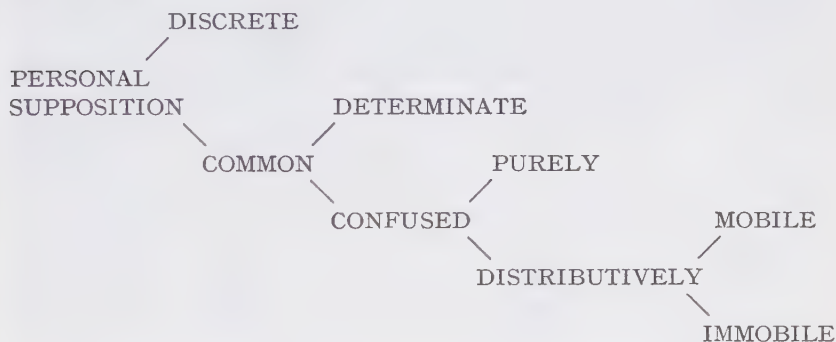 DISCRETE
PERSONAL
SUPPOSITION
DETERMINATE
COMMON
PURELY
CONFUSED
MOBILE
DISTRIBUTIVELY
IMMOBILE